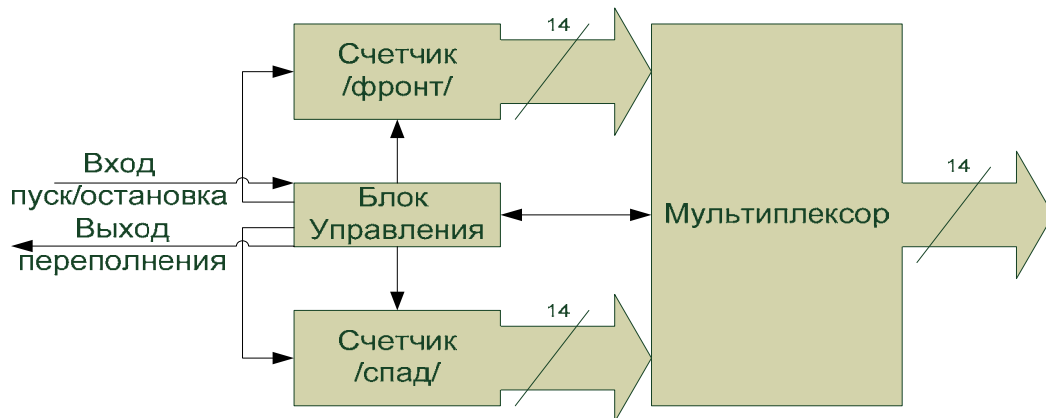 14
Счетчик
/фронт/
Вход
пуск/остановка
Блок
Управления
Выход
переполнения
Мультиплексор
14
14
Счетчик
/спад/